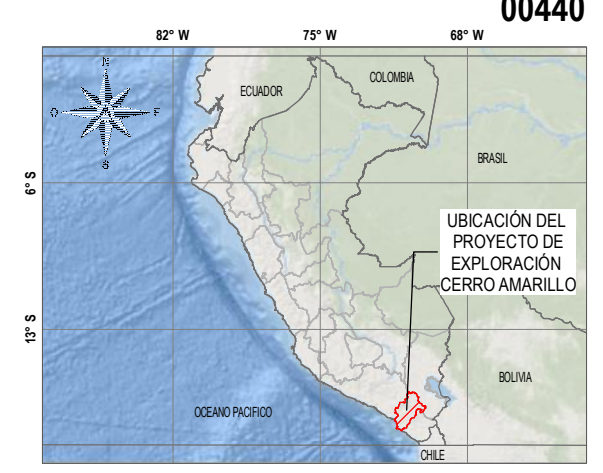 00440
82° W 75° W 68° W
N
O E
S
ECUADOR
COLOMBIA
BRASIL
6° S
UBICACIÓN DEL
PROYECTO DE
EXPLORACIÓN
CERRO AMARILLO
13° S
BOLIVIA
OCEANO PACIFICO
CHILE